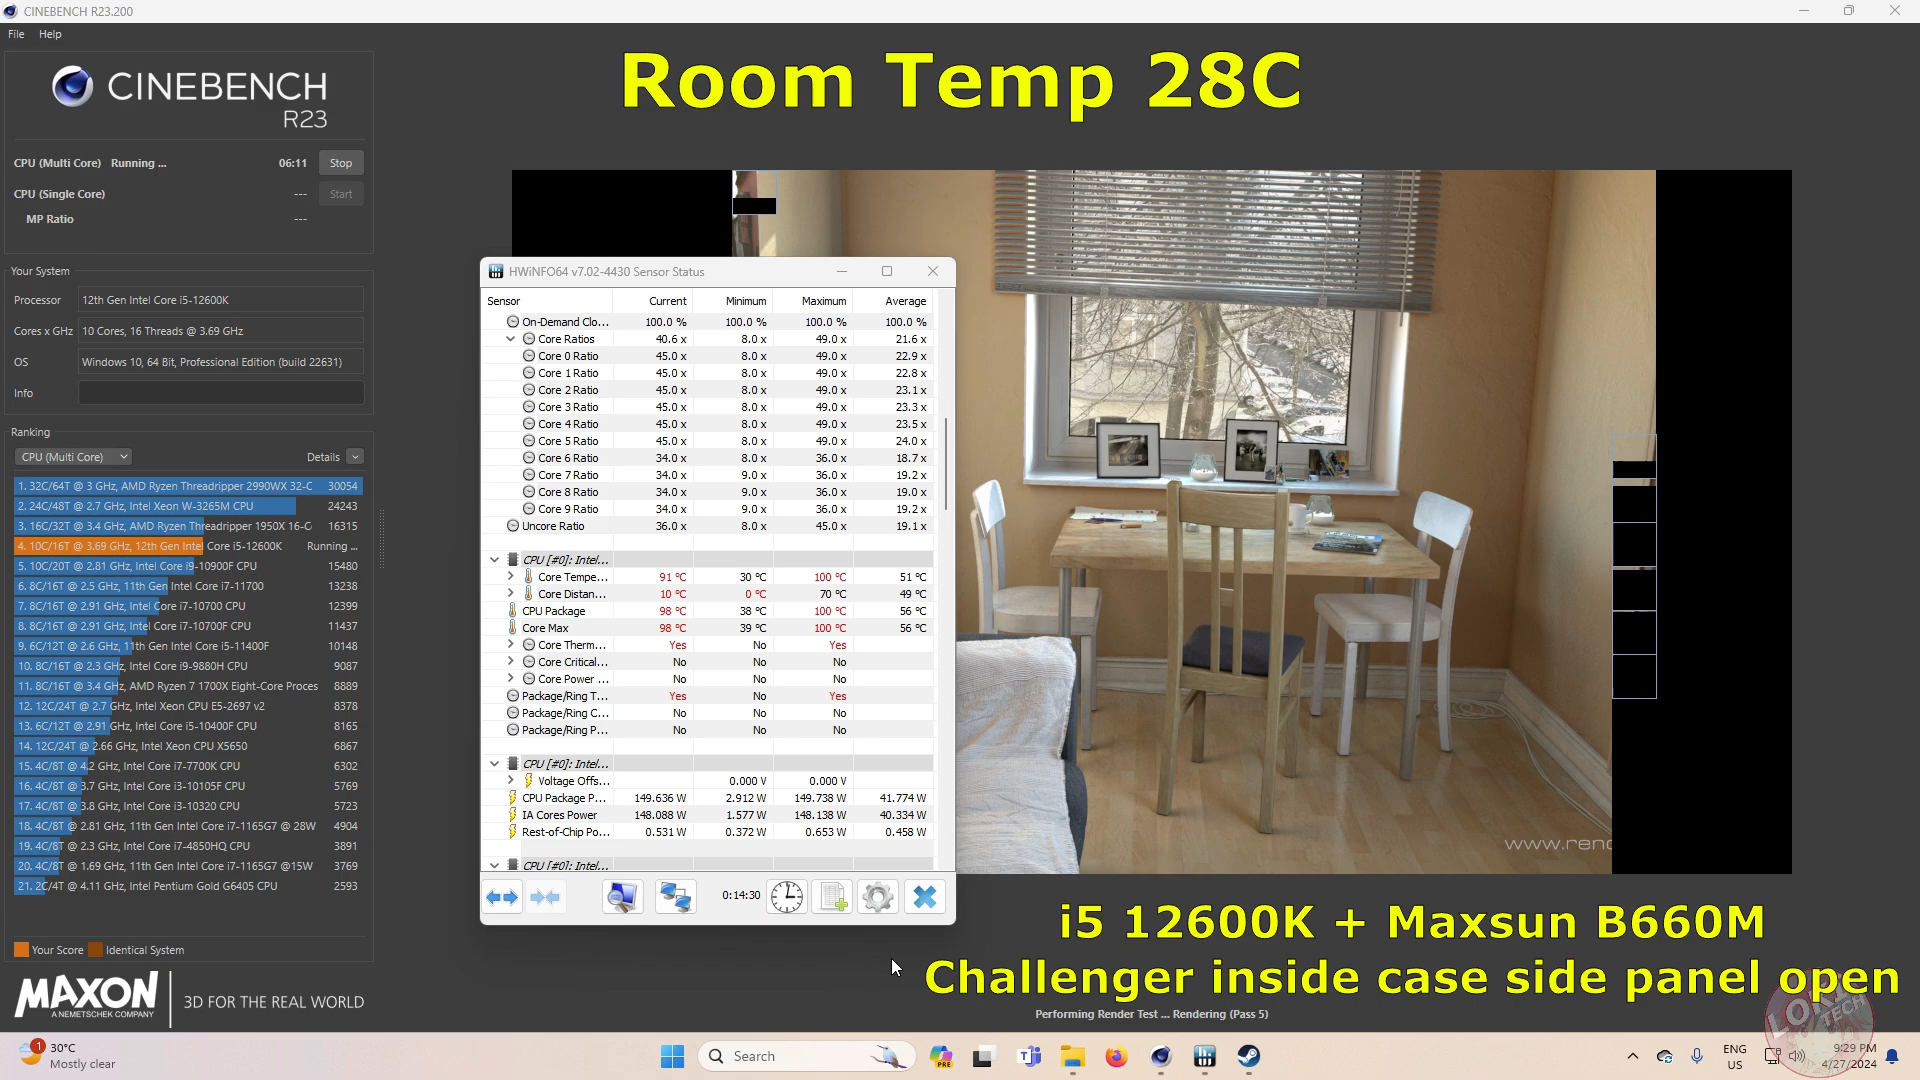 CINEBENCH R23.200
File Help
Room Temp 28C
CINEBENCH
R23
CPU (Multi Core) Running ... 06:11 Stop
CPU (Single Core) --- Start
MP Ratio ---
Your System
Processor 12th Gen Intel Core i5-12600K
Cores x GHz 10 Cores, 16 Threads @ 3.69 GHz
OS Windows 10, 64 Bit, Professional Edition (build 22631)
Info
Ranking
CPU (Multi Core) Details
1. 32C/64T @ 3 GHz, AMD Ryzen Threadripper 2990WX 32-C 30054
2. 24C/48T @ 2.7 GHz, Intel Xeon W-3265M CPU 24243
3. 16C/32T @ 3.4 GHz, AMD Ryzen Threadripper 1950X 16-C 16315
4. 10C/16T @ 3.69 GHz, 12th Gen Intel Core i5-12600K Running ...
5. 10C/20T @ 2.81 GHz, Intel Core i9-10900F CPU 15480
6. 8C/16T @ 2.5 GHz, 11th Gen Intel Core i7-11700 13238
7. 8C/16T @ 2.91 GHz, Intel Core i7-10700 CPU 12399
8. 8C/16T @ 2.91 GHz, Intel Core i7-10700F CPU 11437
9. 6C/12T @ 2.6 GHz, 11th Gen Intel Core i5-11400F 10148
10. 8C/16T @ 2.3 GHz, Intel Core i9-9880H CPU 9087
11. 8C/16T @ 3.4 GHz, AMD Ryzen 7 1700X Eight-Core Proces 8889
12. 12C/24T @ 2.7 GHz, Intel Xeon CPU E5-2697 v2 8378
13. 6C/12T @ 2.91 GHz, Intel Core i5-10400F CPU 8165
14. 12C/24T @ 2.66 GHz, Intel Xeon CPU X5650 6867
15. 4C/8T @ 4.2 GHz, Intel Core i7-7700K CPU 6302
16. 4C/8T @ 3.7 GHz, Intel Core i3-10105F CPU 5769
17. 4C/8T @ 3.8 GHz, Intel Core i3-10320 CPU 5723
18. 4C/8T @ 2.81 GHz, 11th Gen Intel Core i7-1165G7 @ 28W 4904
19. 4C/8T @ 2.3 GHz, Intel Core i7-4850HQ CPU 3891
20. 4C/8T @ 1.69 GHz, 11th Gen Intel Core i7-1165G7 @15W 3769
21. 2C/4T @ 4.11 GHz, Intel Pentium Gold G6405 CPU 2593
Your Score Identical System
MAXON
A NEMETSCHEK COMPANY
3D FOR THE REAL WORLD
HWiNFO64 v7.02-4430 Sensor Status
Sensor Current Minimum Maximum Average
On-Demand Clo... 100.0 % 100.0 % 100.0 % 100.0 %
Core Ratios 40.6 x 8.0 x 49.0 x 21.6 x
Core 0 Ratio 45.0 x 8.0 x 49.0 x 22.9 x
Core 1 Ratio 45.0 x 8.0 x 49.0 x 22.8 x
Core 2 Ratio 45.0 x 8.0 x 49.0 x 23.1 x
Core 3 Ratio 45.0 x 8.0 x 49.0 x 23.3 x
Core 4 Ratio 45.0 x 8.0 x 49.0 x 23.5 x
Core 5 Ratio 45.0 x 8.0 x 49.0 x 24.0 x
Core 6 Ratio 34.0 x 8.0 x 36.0 x 18.7 x
Core 7 Ratio 34.0 x 9.0 x 36.0 x 19.2 x
Core 8 Ratio 34.0 x 9.0 x 36.0 x 19.0 x
Core 9 Ratio 34.0 x 9.0 x 36.0 x 19.2 x
Uncore Ratio 36.0 x 8.0 x 45.0 x 19.1 x
CPU [#0]: Intel...
Core Tempe... 91 °C 30 °C 100 °C 51 °C
Core Distan... 10 °C 0 °C 70 °C 49 °C
CPU Package 98 °C 38 °C 100 °C 56 °C
Core Max 98 °C 39 °C 100 °C 56 °C
Core Therm... Yes No Yes
Core Critical... No No No
Core Power ... No No No
Package/Ring T... Yes No Yes
Package/Ring C... No No No
Package/Ring P... No No No
CPU [#0]: Intel...
Voltage Offs... 0.000 V 0.000 V
CPU Package P... 149.636 W 2.912 W 149.738 W 41.774 W
IA Cores Power 148.088 W 1.577 W 148.138 W 40.334 W
Rest-of-Chip Po... 0.531 W 0.372 W 0.653 W 0.458 W
CPU [#0]: Intel...
0:14:30
www.renc
i5 12600K + Maxsun B660M
Challenger inside case side panel open
Performing Render Test ... Rendering (Pass 5)
LOKI
TECH
1
30°C
Mostly clear
Search
PRE
ENG
US
9:29 PM
4/27/2024